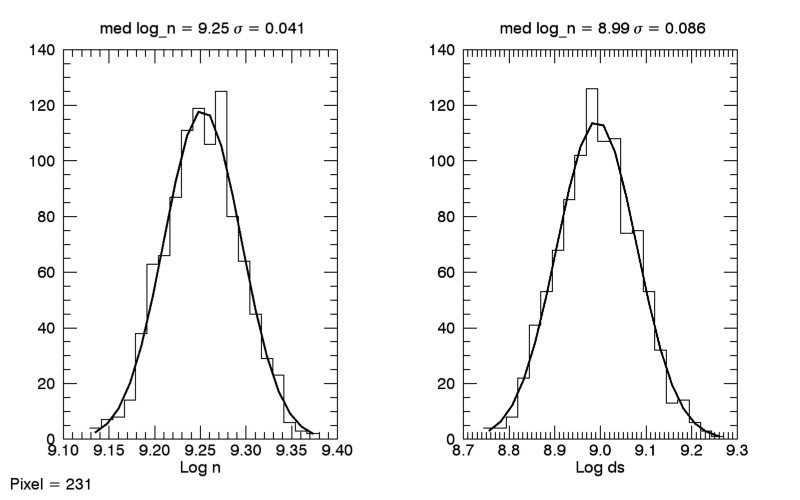 med log_n = 9.25 σ = 0.041
140
120
100
80
60
40
20
0
9.10 9.15 9.20 9.25 9.30 9.35 9.40
Log n
med log_n = 8.99 σ = 0.086
140
120
100
80
60
40
20
0
8.7 8.8 8.9 9.0 9.1 9.2 9.3
Log ds
Pixel = 231